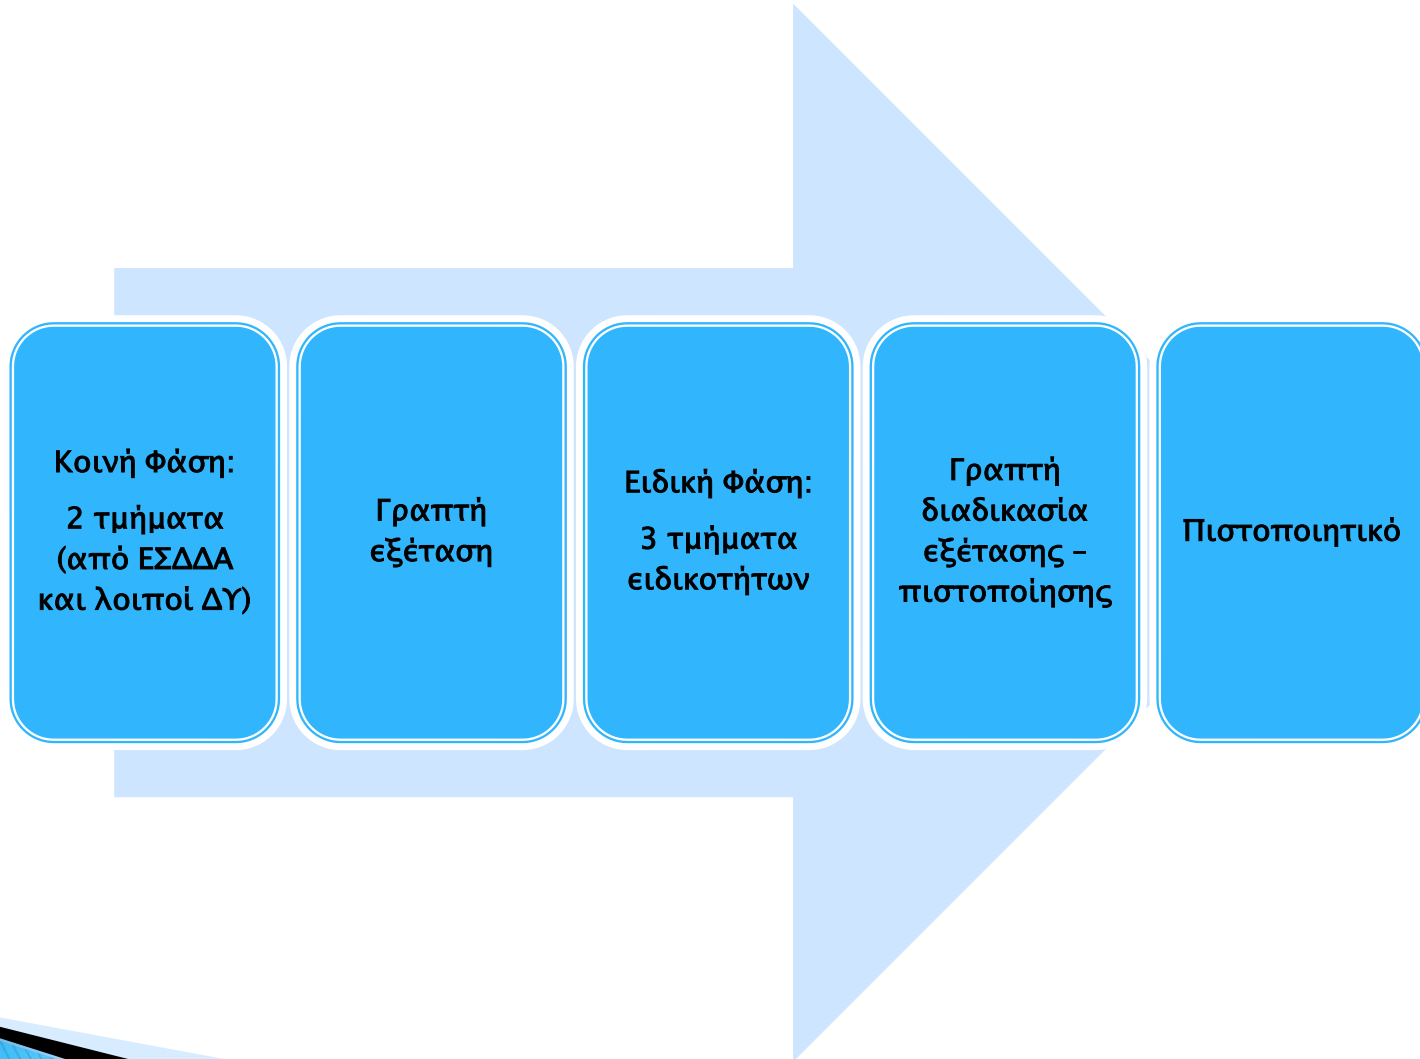 Κοινή Φάση:
2 τμήματα
(από ΕΣΔΔΑ
και λοιποί ΔΥ)
Γραπτή
εξέταση
Ειδική Φάση:
3 τμήματα
ειδικοτήτων
Γραπτή
διαδικασία
εξέτασης –
πιστοποίησης
Πιστοποιητικό